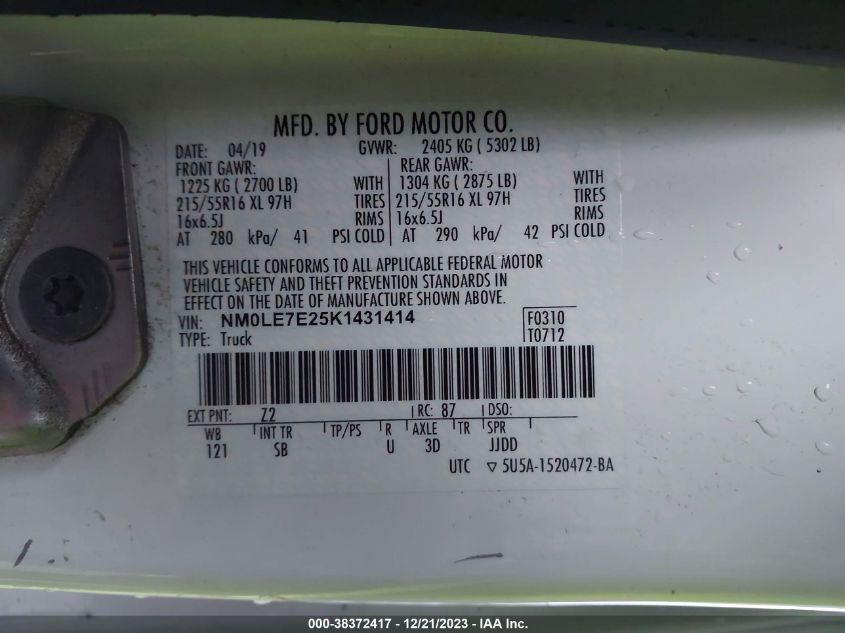 MFD. BY FORD MOTOR CO.
DATE: 04/19 GVWR: 2405 KG ( 5302 LB)
FRONT GAWR: REAR GAWR:
1225 KG ( 2700 LB) WITH 1304 KG ( 2875 LB) WITH
215/55R16 XL 97H TIRES 215/55R16 XL 97H TIRES
16x6.5J RIMS 16x6.5J RIMS
AT 280 kPa/ 41 PSI COLD AT 290 kPa/ 42 PSI COLD
THIS VEHICLE CONFORMS TO ALL APPLICABLE FEDERAL MOTOR
VEHICLE SAFETY AND THEFT PREVENTION STANDARDS IN
EFFECT ON THE DATE OF MANUFACTURE SHOWN ABOVE.
VIN: NM0LE7E25K1431414 F0310
TYPE: Truck T0712
EXT PNT: Z2 RC: 87 DSO:
WB INT TR TP/PS R AXLE TR SPR
121 SB U 3D JJDD
UTC ▽ 5U5A-1520472-BA
000-38372417 - 12/21/2023 - IAA Inc.